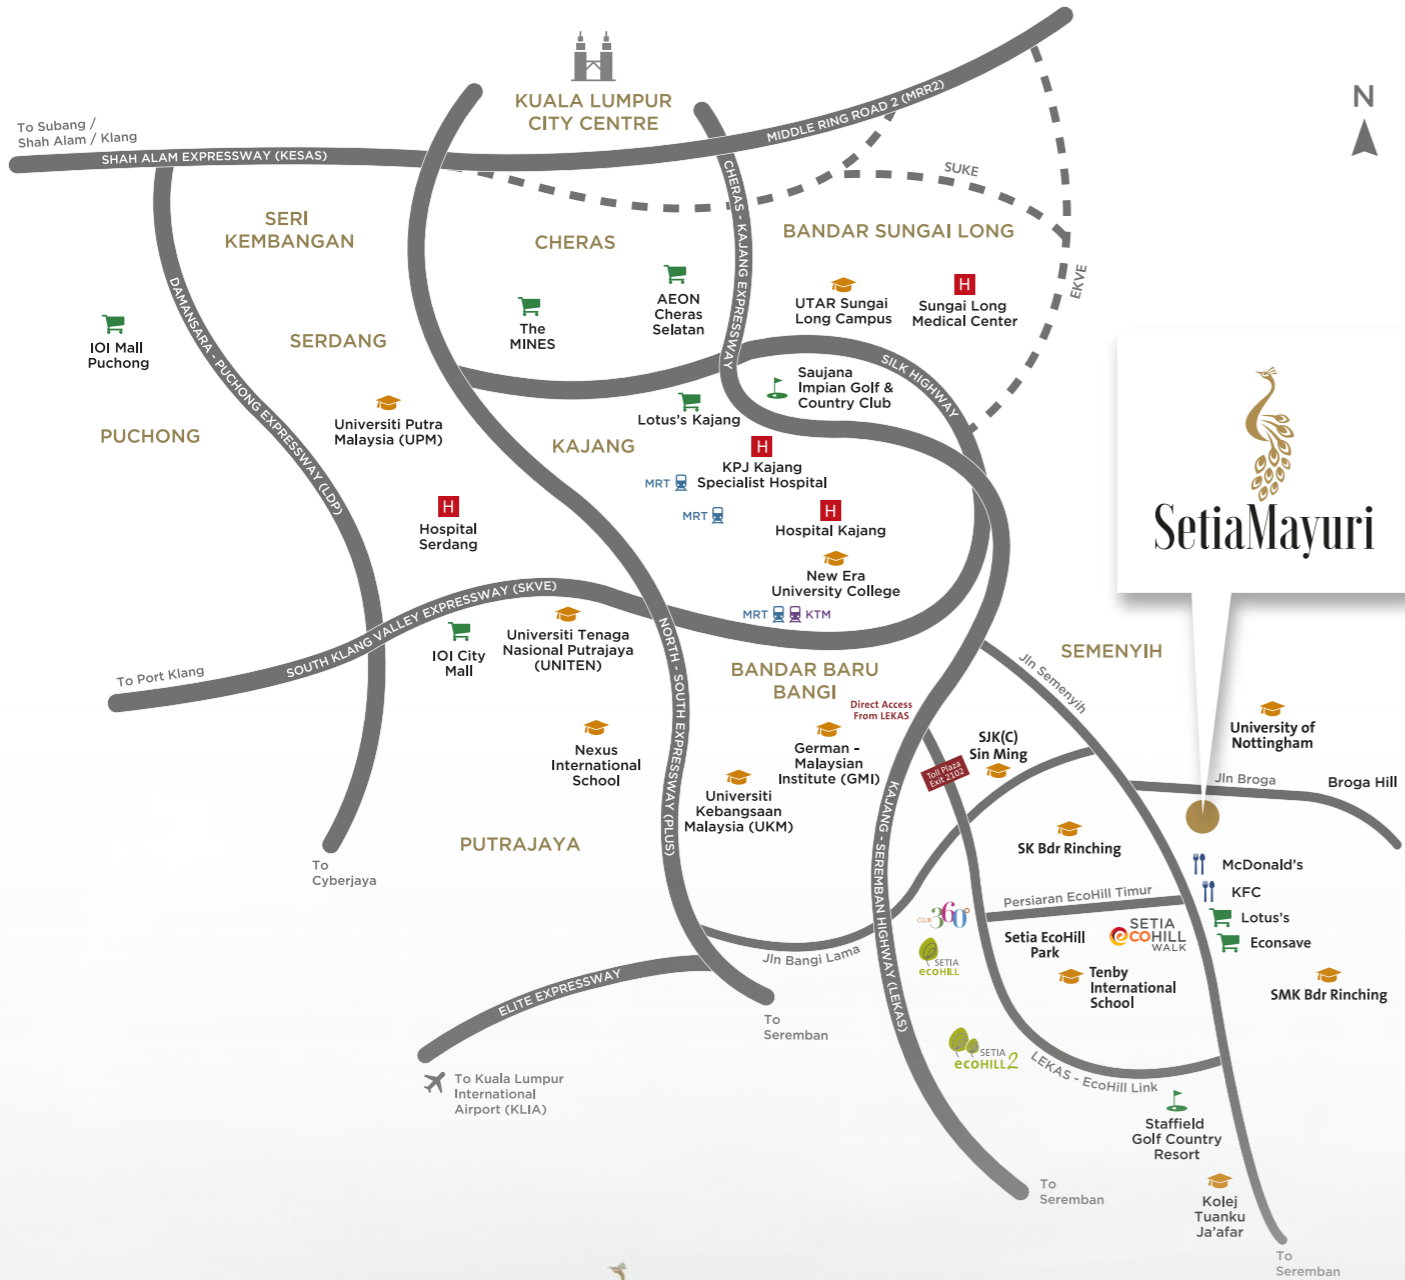 KUALA LUMPUR
CITY CENTRE
N
To Subang /
Shah Alam / Klang
SHAH ALAM EXPRESSWAY (KESAS)
MIDDLE RING ROAD 2 (MRR2)
SUKE
EKVE
CHERAS - KAJANG EXPRESSWAY
SERI
KEMBANGAN
CHERAS
BANDAR SUNGAI LONG
DAMANSARA - PUCHONG EXPRESSWAY (LDP)
IOI Mall
Puchong
SERDANG
The
MINES
AEON
Cheras
Selatan
UTAR Sungai
Long Campus
H
Sungai Long
Medical Center
SILK HIGHWAY
Saujana
Impian Golf &
Country Club
PUCHONG
Universiti Putra
Malaysia (UPM)
Lotus's Kajang
KAJANG
H
KPJ Kajang
Specialist Hospital
MRT
MRT
H
Hospital
Serdang
H
Hospital Kajang
New Era
University College
MRT
KTM
SetiaMayuri
SOUTH KLANG VALLEY EXPRESSWAY (SKVE)
To Port Klang
IOI City
Mall
Universiti Tenaga
Nasional Putrajaya
(UNITEN)
NORTH - SOUTH EXPRESSWAY (PLUS)
BANDAR BARU
BANGI
Direct Access
From LEKAS
Jln Semenyih
SEMENYIH
University of
Nottingham
Nexus
International
School
German -
Malaysian
Institute (GMI)
Universiti
Kebangsaan
Malaysia (UKM)
KAJANG - SEREMBAN HIGHWAY (LEKAS)
Toll Plaza
Exit 2102
SJK(C)
Sin Ming
Jln Broga
Broga Hill
PUTRAJAYA
To
Cyberjaya
SK Bdr Rinching
McDonald's
KFC
Lotus's
Econsave
Persiaran EcoHill Timur
CLUB 360°
SETIA
ecoHILL
Setia EcoHill
Park
SETIA
eCOHILL
WALK
Tenby
International
School
SMK Bdr Rinching
Jln Bangi Lama
ELITE EXPRESSWAY
To
Seremban
To Kuala Lumpur
International
Airport (KLIA)
SETIA
ecoHILL 2
LEKAS - EcoHill Link
Staffield
Golf Country
Resort
To
Seremban
Kolej
Tuanku
Ja'afar
To
Seremban